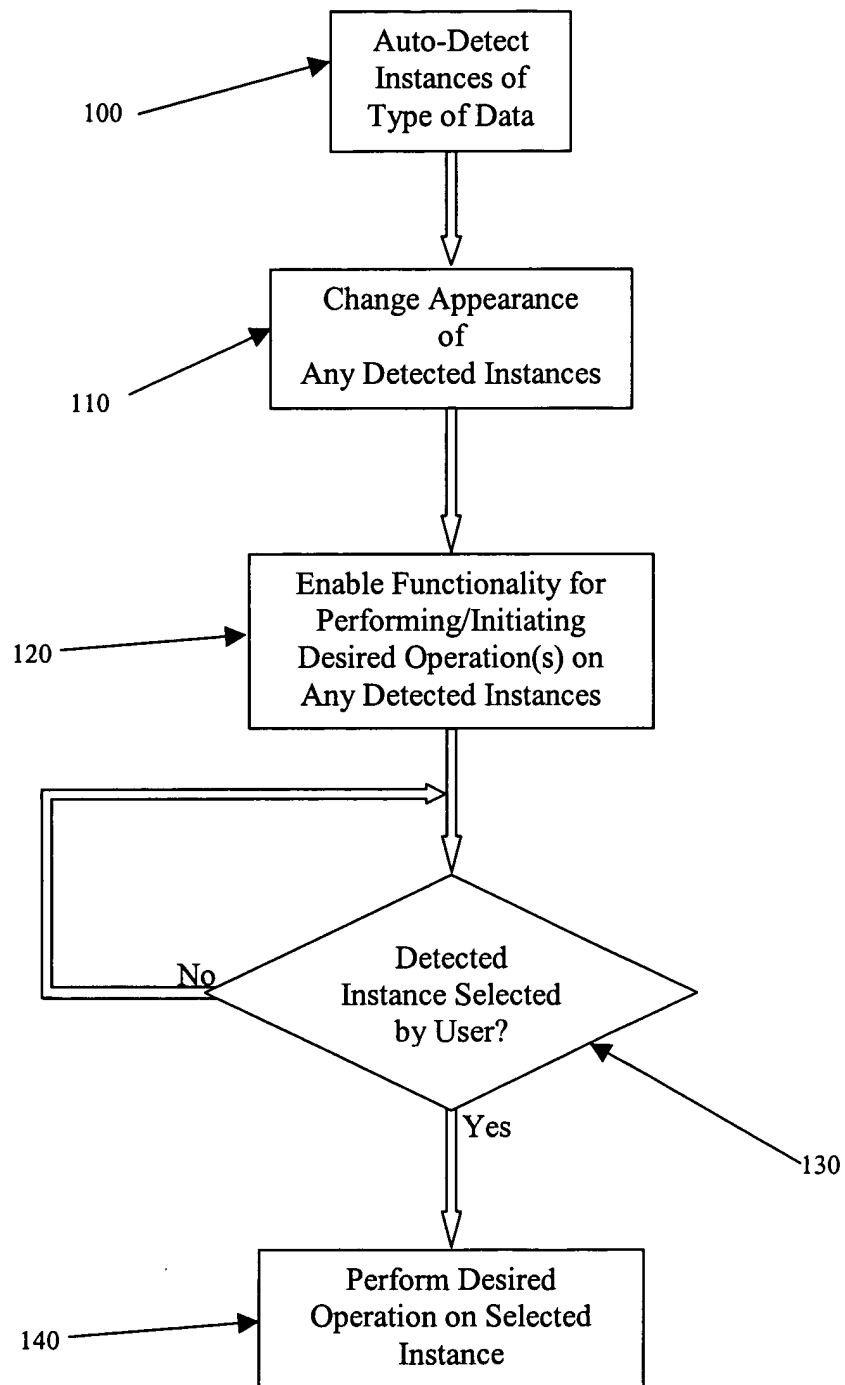 Auto-Detect
Instances of
Type of Data
100
Change Appearance
of
Any Detected Instances
110
Enable Functionality for
Performing/Initiating
Desired Operation(s) on
Any Detected Instances
120
No
Detected
Instance Selected
by User?
Yes
130
Perform Desired
Operation on Selected
Instance
140